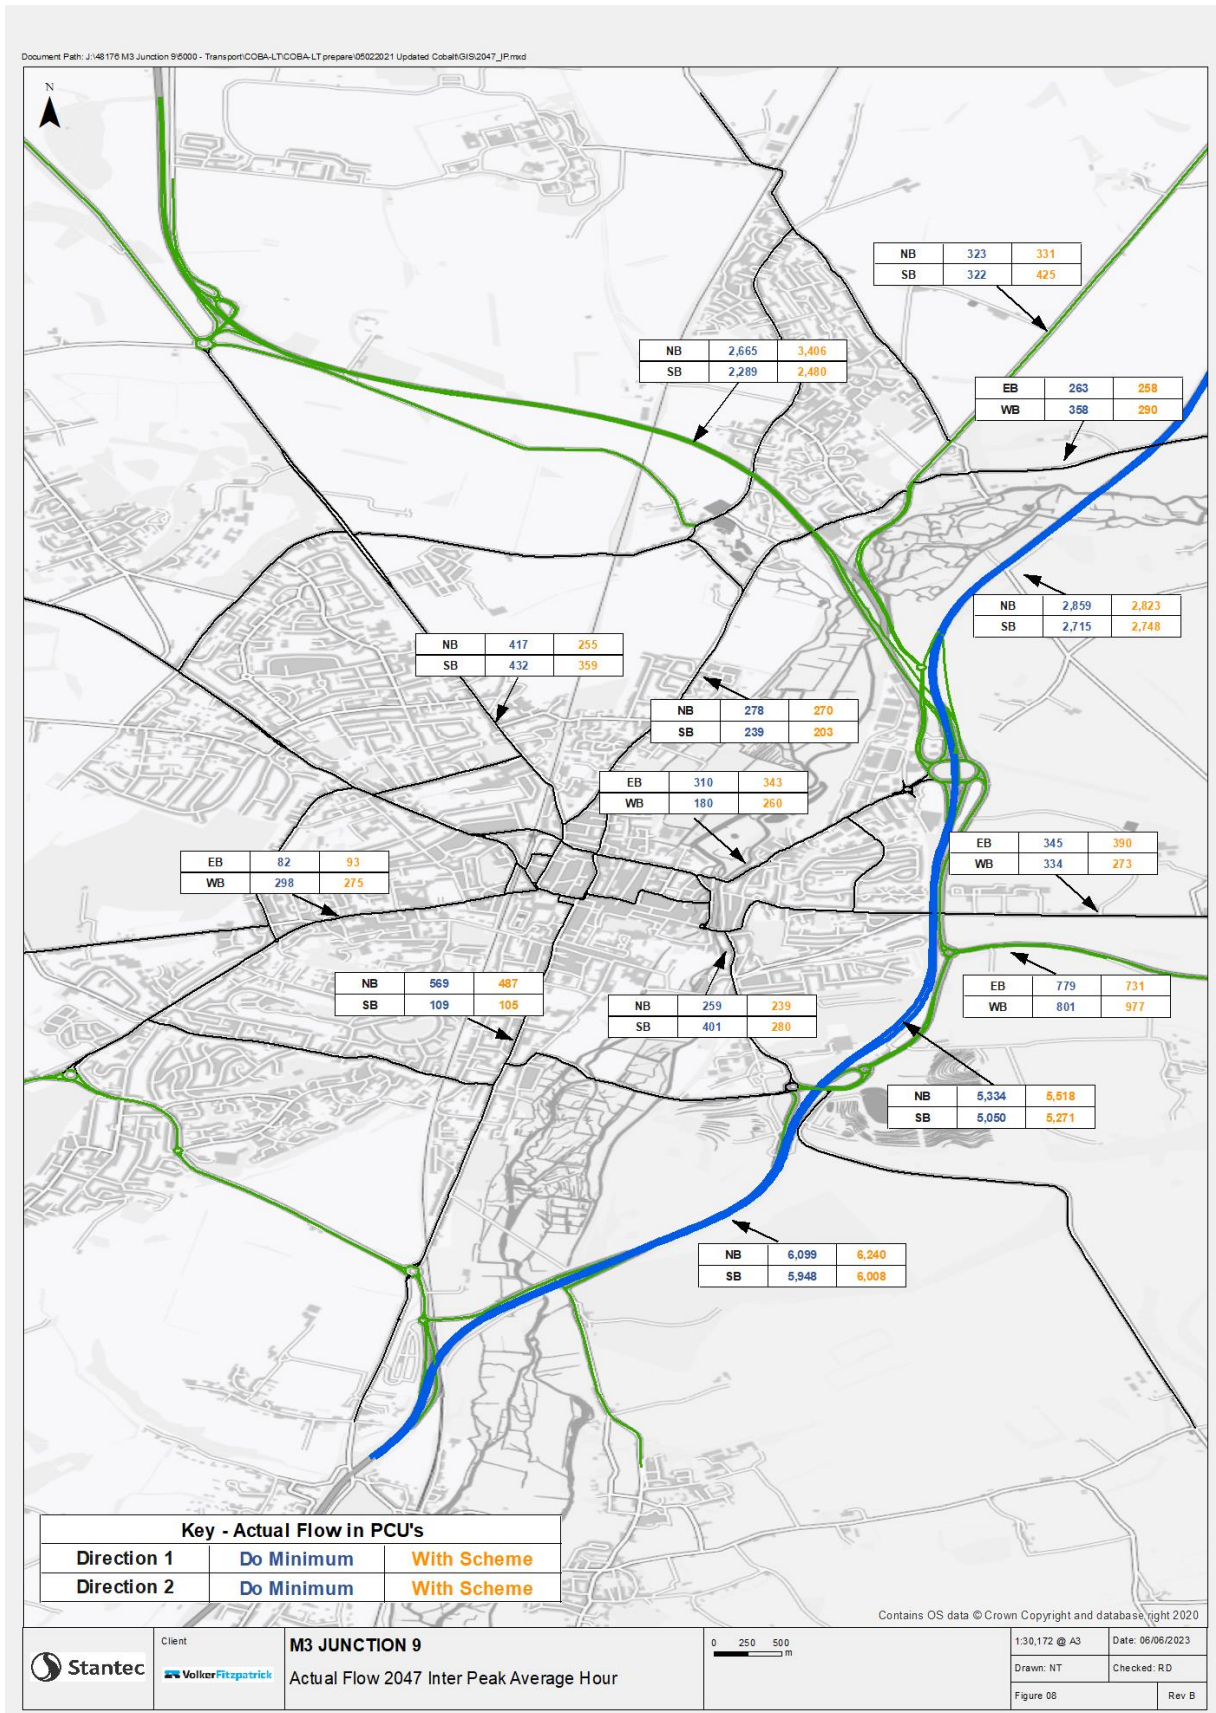 Document Path: J:\48176 M3 Junction 9\5000 - Transport\COBA-LT\COBA-LT prepare\05022021 Updated Cobalt\GIS\2047_IP.mxd
N
NB 323 331
SB 322 425
NB 2,665 3,406
SB 2,289 2,480
EB 263 258
WB 358 290
NB 2,859 2,823
SB 2,715 2,748
NB 417 255
SB 432 359
NB 278 270
SB 239 203
EB 310 343
WB 180 260
EB 345 390
WB 334 273
EB 82 93
WB 298 275
NB 569 487
SB 109 105
NB 259 239
SB 401 280
EB 779 731
WB 801 977
NB 5,334 5,518
SB 5,050 5,271
NB 6,099 6,240
SB 5,948 6,008
Key - Actual Flow in PCU's
Direction 1 Do Minimum With Scheme
Direction 2 Do Minimum With Scheme
Contains OS data © Crown Copyright and database right 2020
Stantec
Client
VolkerFitzpatrick
M3 JUNCTION 9
Actual Flow 2047 Inter Peak Average Hour
0 250 500
m
1:30,172 @ A3 Date: 06/06/2023
Drawn: NT Checked: RD
Figure 08 Rev B